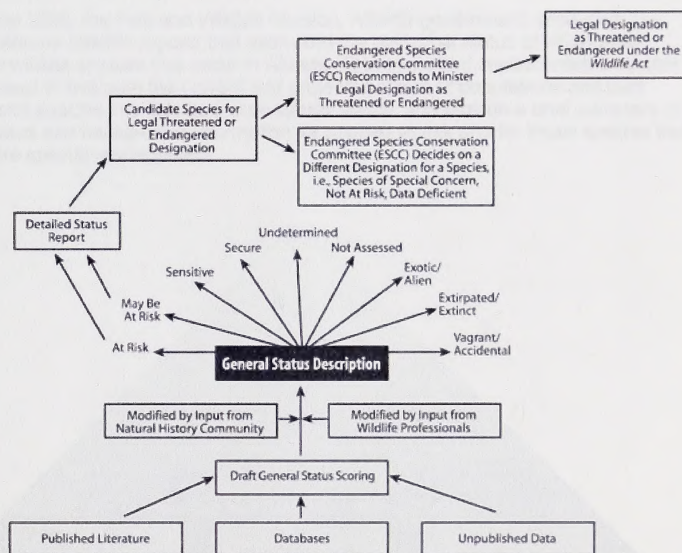 Legal Designation
as Threatened or
Endangered under the
Wildlife Act
Endangered Species
Conservation Committee
(ESCC) Recommends to Minister
Legal Designation as
Threatened or Endangered
Candidate Species for
Legal Threatened or
Endangered
Designation
Endangered Species Conservation
Committee (ESCC) Decides on a
Different Designation for a Species,
i.e., Species of Special Concern,
Not At Risk, Data Deficient
Detailed Status
Report
Undetermined
Secure
Not Assessed
Sensitive
Exotic/
Alien
May Be
At Risk
Extirpated/
Extinct
At Risk
Vagrant/
Accidental
General Status Description
Modified by Input from
Natural History Community
Modified by Input from
Wildlife Professionals
Draft General Status Scoring
Published Literature
Databases
Unpublished Data